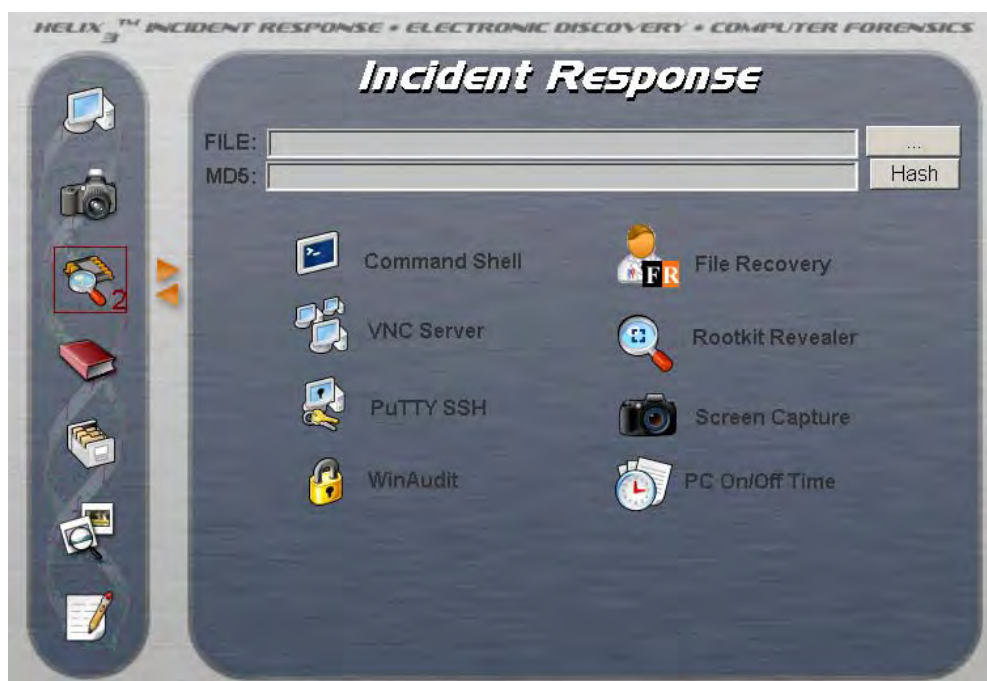 HELIX3™ INCIDENT RESPONSE • ELECTRONIC DISCOVERY • COMPUTER FORENSICS
Incident Response
FILE: ...
MD5: Hash
Command Shell
File Recovery
FR
VNC Server
Rootkit Revealer
PuTTY SSH
Screen Capture
WinAudit
PC On/Off Time
2